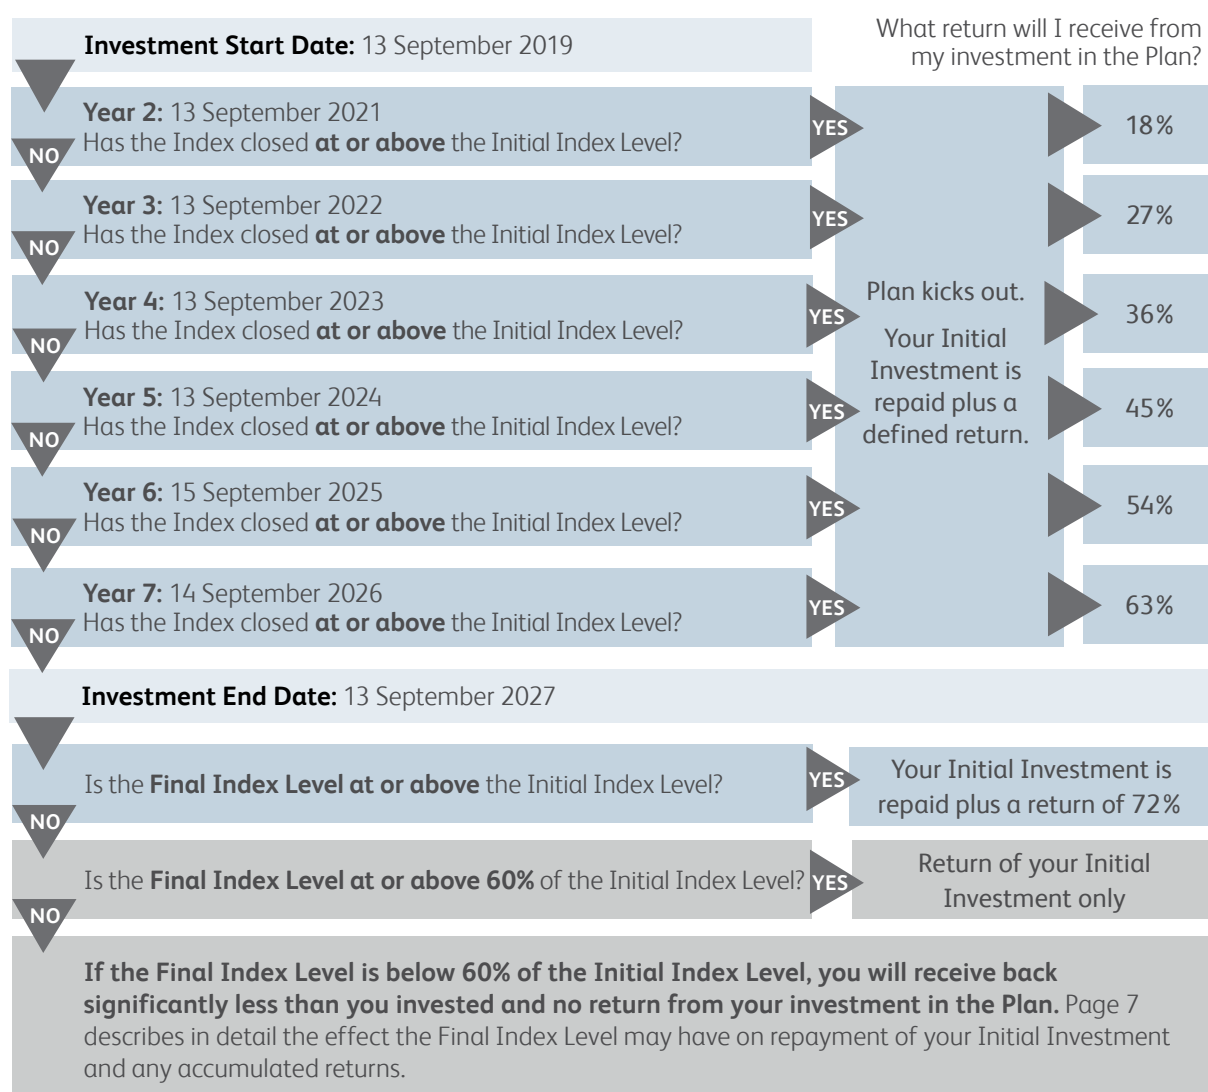 What return will I receive from
my investment in the Plan?
Investment Start Date: 13 September 2019
Year 2: 13 September 2021
Has the Index closed at or above the Initial Index Level?
YES
18%
NO
Year 3: 13 September 2022
Has the Index closed at or above the Initial Index Level?
YES
27%
NO
Year 4: 13 September 2023
Has the Index closed at or above the Initial Index Level?
YES
36%
NO
Plan kicks out.
Your Initial
Investment is
repaid plus a
defined return.
Year 5: 13 September 2024
Has the Index closed at or above the Initial Index Level?
YES
45%
NO
Year 6: 15 September 2025
Has the Index closed at or above the Initial Index Level?
YES
54%
NO
Year 7: 14 September 2026
Has the Index closed at or above the Initial Index Level?
YES
63%
NO
Investment End Date: 13 September 2027
Is the Final Index Level at or above the Initial Index Level?
YES
Your Initial Investment is
repaid plus a return of 72%
NO
Is the Final Index Level at or above 60% of the Initial Index Level?
YES
Return of your Initial
Investment only
NO
If the Final Index Level is below 60% of the Initial Index Level, you will receive back
significantly less than you invested and no return from your investment in the Plan. Page 7
describes in detail the effect the Final Index Level may have on repayment of your Initial Investment
and any accumulated returns.